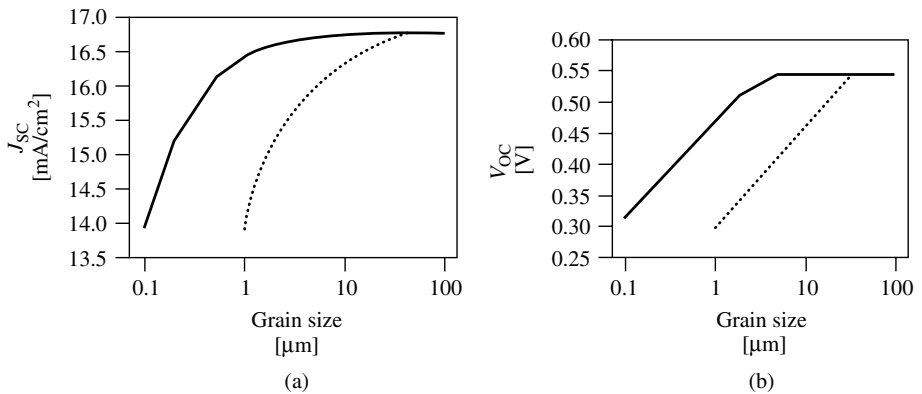 17.0
16.5
16.0
15.5
15.0
14.5
14.0
13.5
J_SC
[mA/cm²]
0.1 1 10 100
Grain size
[μm]
(a)
0.60
0.55
0.50
0.45
0.40
0.35
0.30
0.25
V_OC
[V]
0.1 1 10 100
Grain size
[μm]
(b)